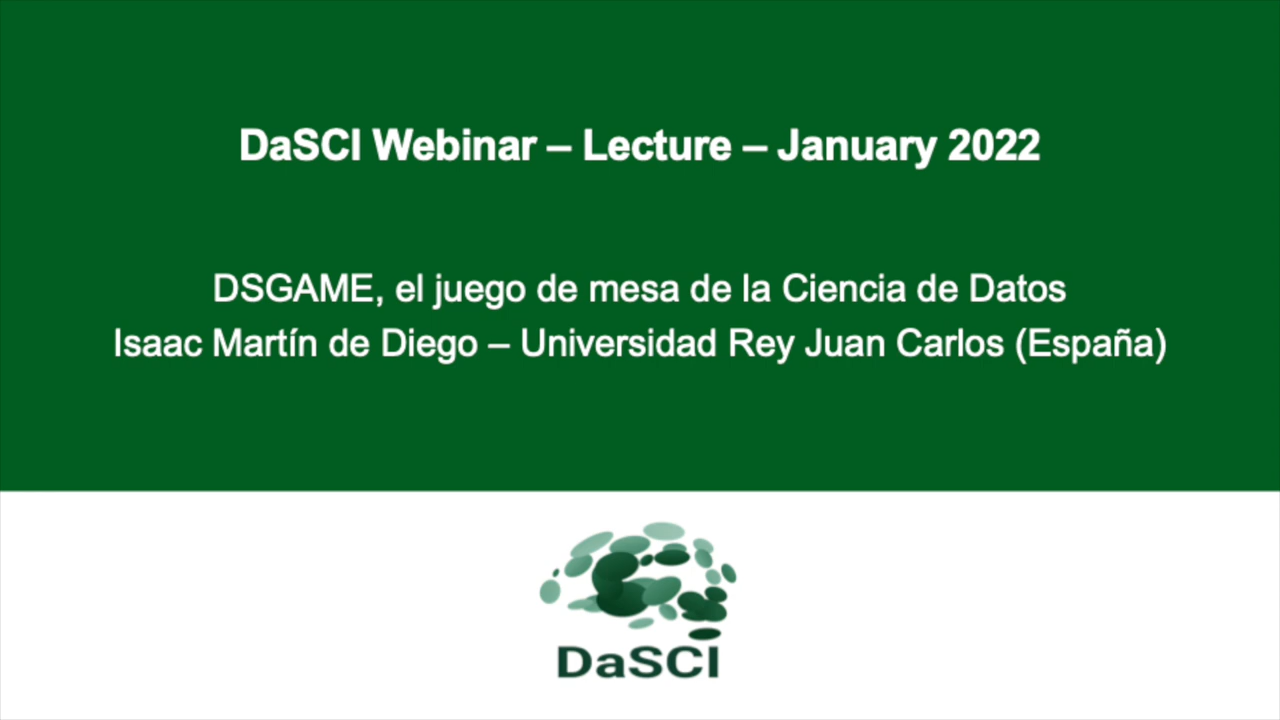 DaSCI Webinar – Lecture – January 2022
DSGAME, el juego de mesa de la Ciencia de Datos
Isaac Martín de Diego – Universidad Rey Juan Carlos (España)
DaSCI